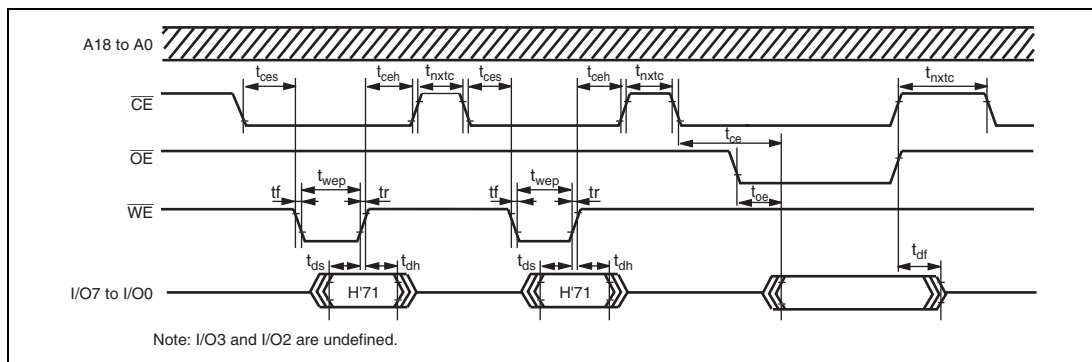 A18 to A0
tces tceh tnxtc tces tceh tnxtc tnxtc
CE
tce
OE
tf twep tr tf twep tr toe
WE
tds tdh tds tdh tdf
I/O7 to I/O0 H'71 H'71
Note: I/O3 and I/O2 are undefined.